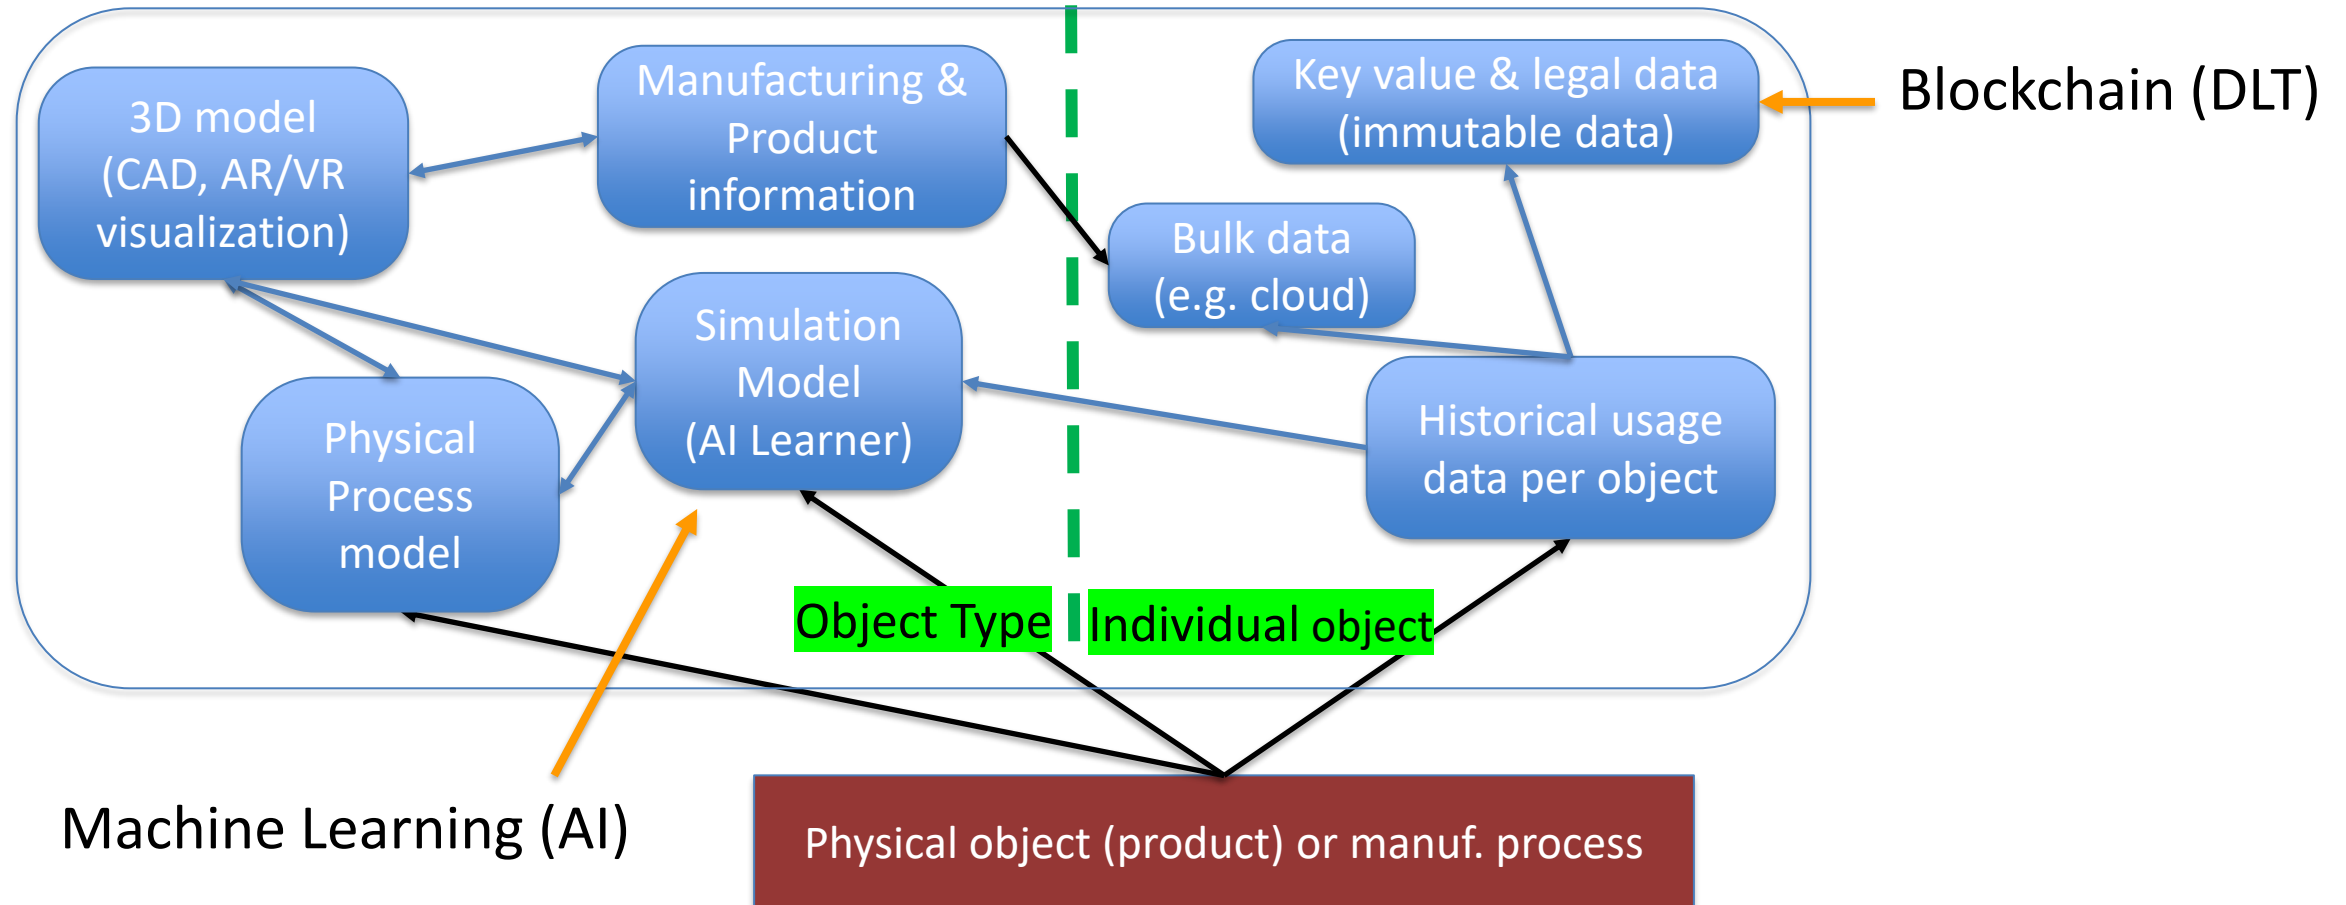 3D model
(CAD, AR/VR
visualization)
Manufacturing &
Product
information
Key value & legal data
(immutable data)
Blockchain (DLT)
Bulk data
(e.g. cloud)
Simulation
Model
(AI Learner)
Physical
Process
model
Historical usage
data per object
Object Type
Individual object
Machine Learning (AI)
Physical object (product) or manuf. process